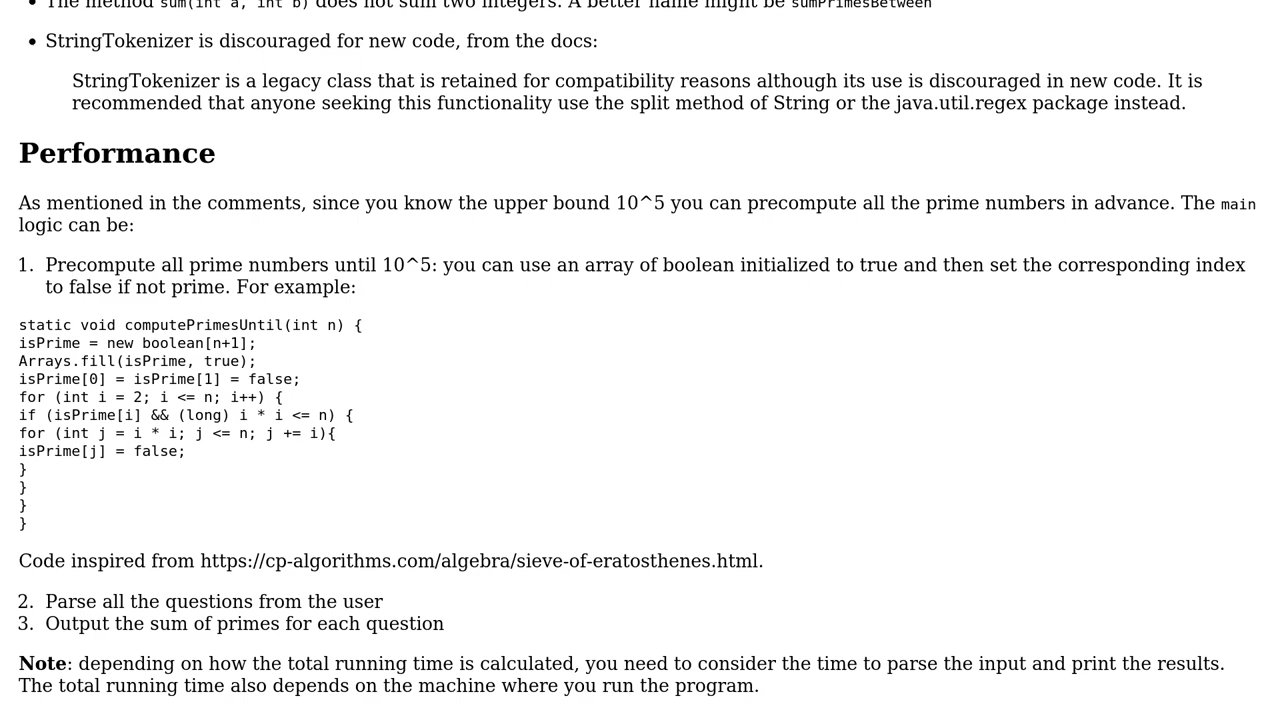 • The method sum(int a, int b) does not sum two integers. A better name might be sumPrimesBetween
• StringTokenizer is discouraged for new code, from the docs:
StringTokenizer is a legacy class that is retained for compatibility reasons although its use is discouraged in new code. It is
recommended that anyone seeking this functionality use the split method of String or the java.util.regex package instead.
Performance
As mentioned in the comments, since you know the upper bound 10^5 you can precompute all the prime numbers in advance. The main
logic can be:
1. Precompute all prime numbers until 10^5: you can use an array of boolean initialized to true and then set the corresponding index
to false if not prime. For example:
static void computePrimesUntil(int n) {
isPrime = new boolean[n+1];
Arrays.fill(isPrime, true);
isPrime[0] = isPrime[1] = false;
for (int i = 2; i <= n; i++) {
if (isPrime[i] && (long) i * i <= n) {
for (int j = i * i; j <= n; j += i){
isPrime[j] = false;
}
}
}
}
Code inspired from https://cp-algorithms.com/algebra/sieve-of-eratosthenes.html.
2. Parse all the questions from the user
3. Output the sum of primes for each question
Note: depending on how the total running time is calculated, you need to consider the time to parse the input and print the results.
The total running time also depends on the machine where you run the program.